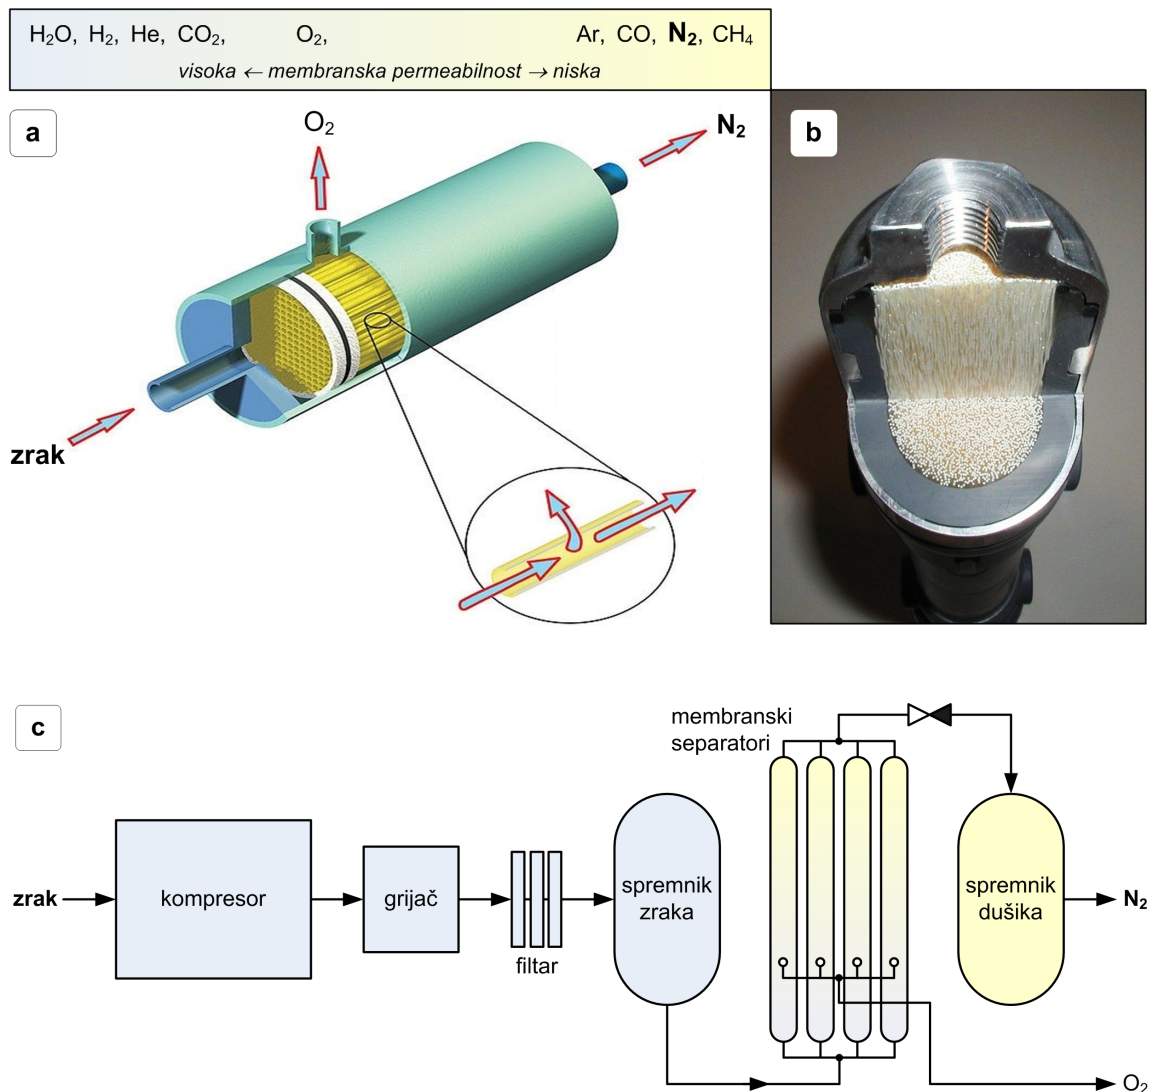 H₂O, H₂, He, CO₂, O₂, Ar, CO, N₂, CH₄
visoka ← membranska permeabilnost → niska
a
O₂
N₂
b
zrak
c
membranski
separatori
zrak
kompresor
grijač
filtar
spremnik
zraka
spremnik
dušika
N₂
O₂